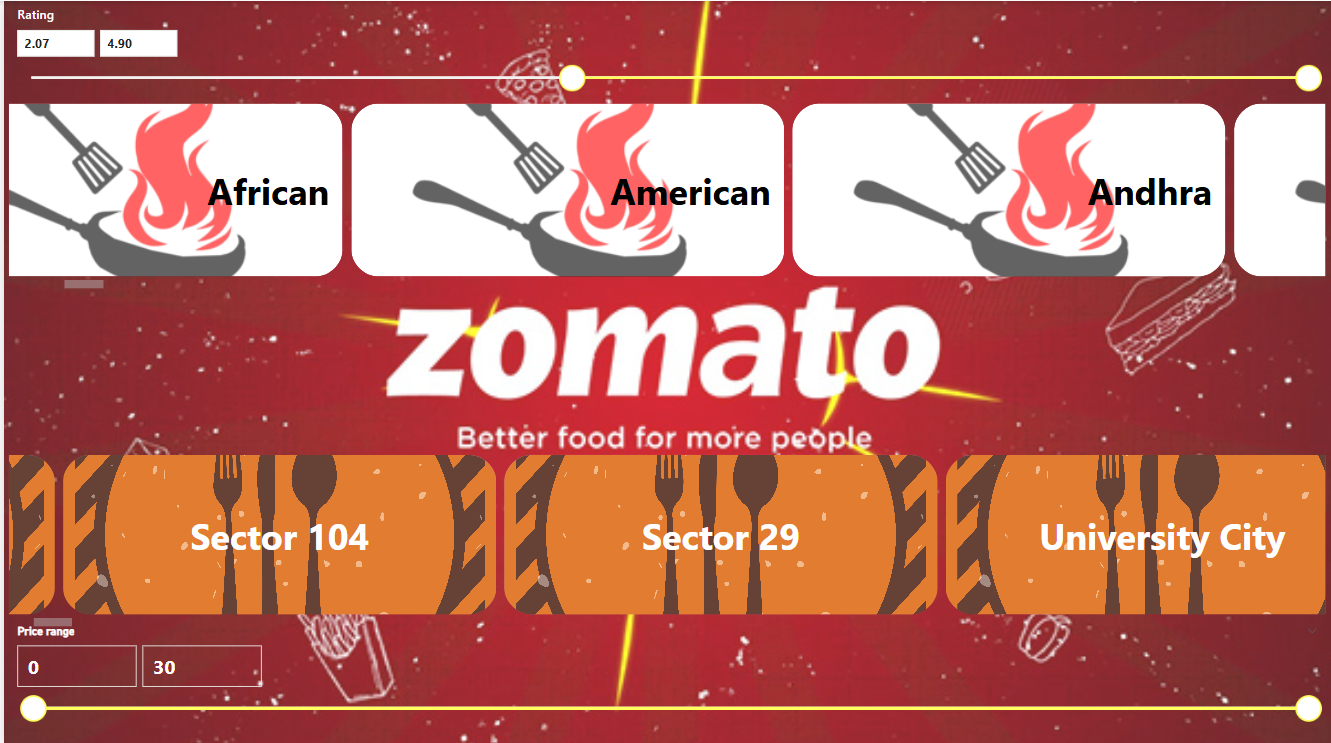 Rating
2.07 4.90
African American Andhra
zomato
Better food for more people
Sector 104 Sector 29 University City
Price range
0 30